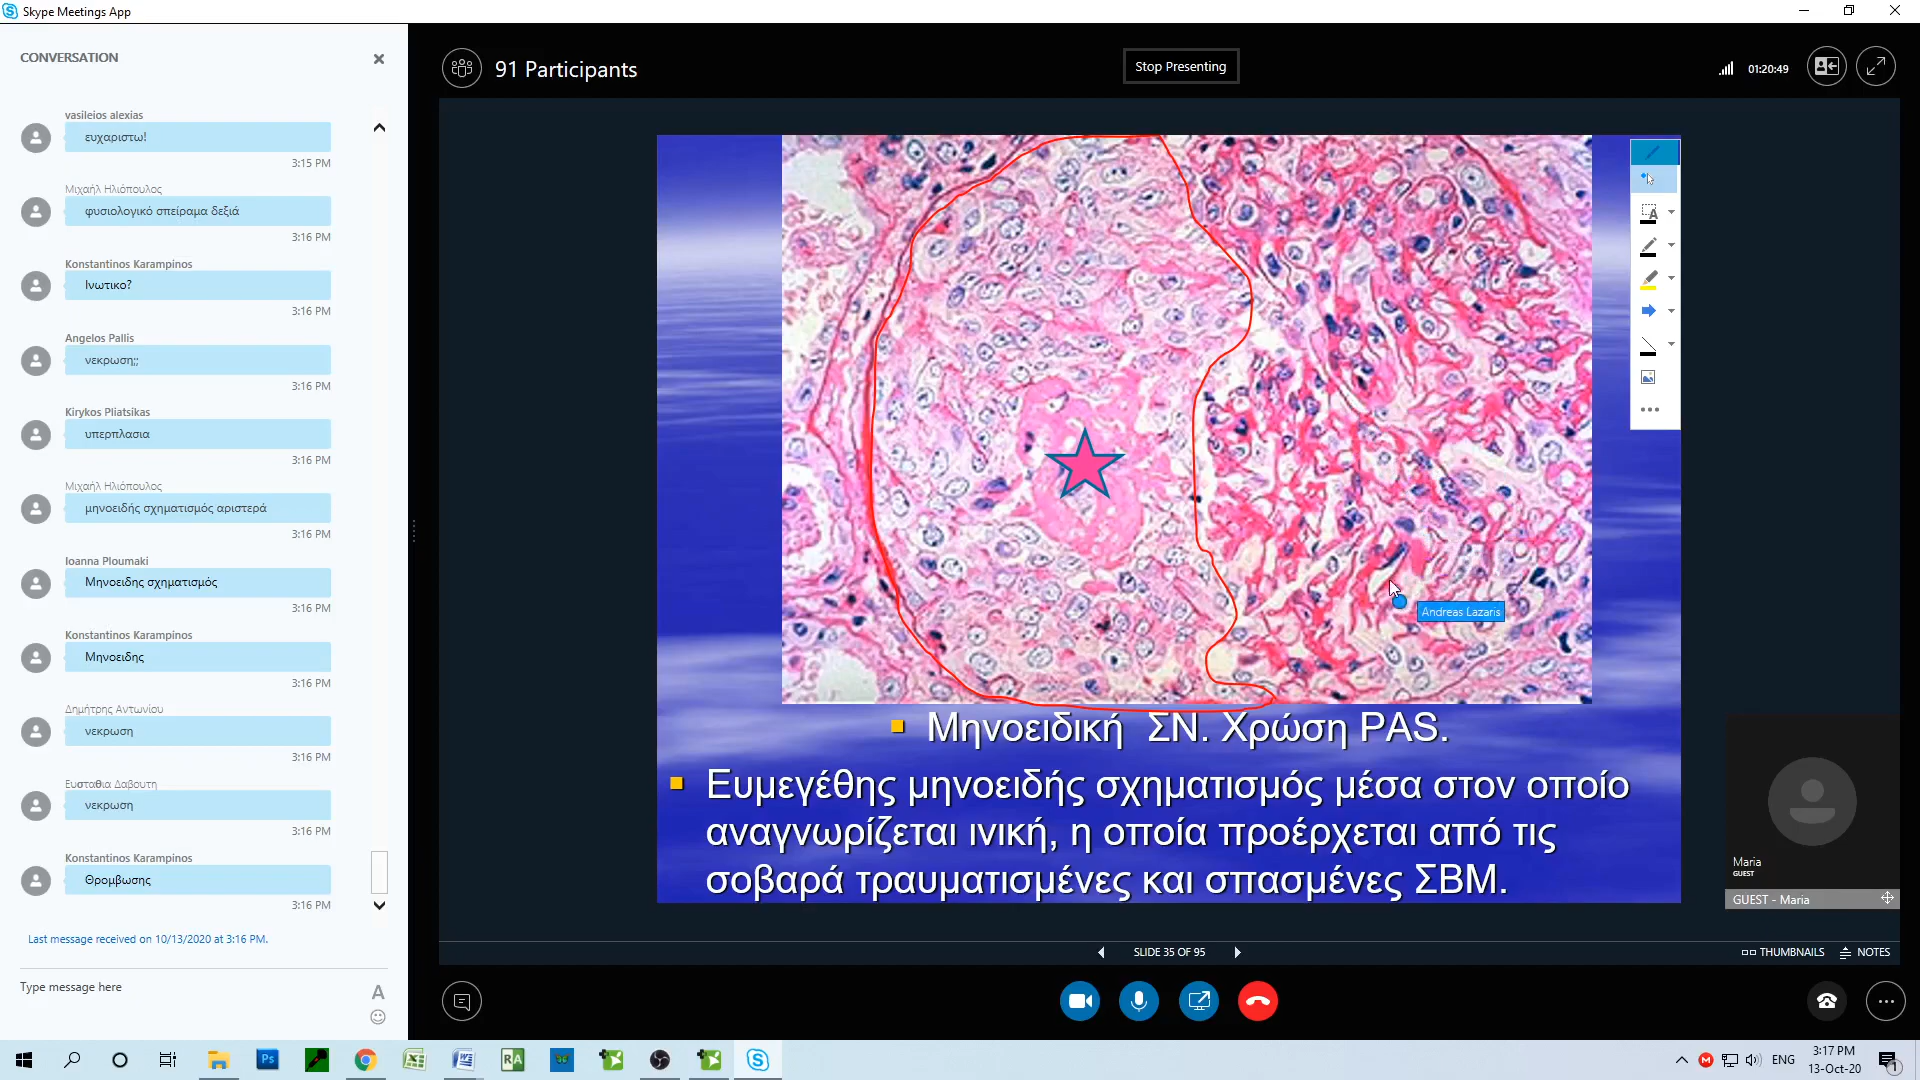 Skype Meetings App
CONVERSATION
vasileios alexias
ευχαριστω!
3:15 PM
Μιχαήλ Ηλιόπουλος
φυσιολογικό σπείραμα δεξιά
3:16 PM
Konstantinos Karampinos
Ινωτικο?
3:16 PM
Angelos Pallis
νεκρωση;;
3:16 PM
Kirykos Pliatsikas
υπερπλασια
3:16 PM
Μιχαήλ Ηλιόπουλος
μηνοειδής σχηματισμός αριστερά
3:16 PM
Ioanna Ploumaki
Μηνοειδης σχηματισμός
3:16 PM
Konstantinos Karampinos
Μηνοειδης
3:16 PM
Δημήτρης Αντωνίου
νεκρωση
3:16 PM
Ευσταθια Δαβουτη
νεκρωση
3:16 PM
Konstantinos Karampinos
Θρομβωσης
3:16 PM
Last message received on 10/13/2020 at 3:16 PM.
Type message here
91 Participants
Stop Presenting
01:20:49
Andreas Lazaris
Μηνοειδική ΣΝ. Χρώση PAS.
Ευμεγέθης μηνοειδής σχηματισμός μέσα στον οποίο
αναγνωρίζεται ινική, η οποία προέρχεται από τις
σοβαρά τραυματισμένες και σπασμένες ΣΒΜ.
Maria
GUEST
GUEST - Maria
SLIDE 35 OF 95
THUMBNAILS
NOTES
ENG
3:17 PM
13-Oct-20